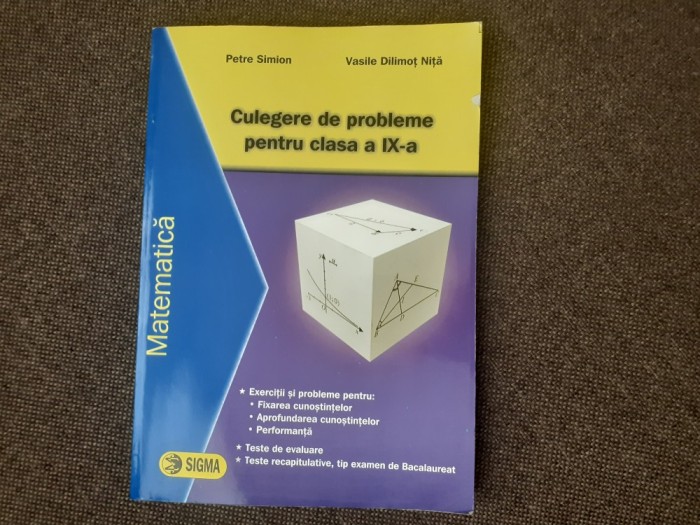 Petre Simion
Vasile Dilimoț Niță
Culegere de probleme
pentru clasa a IX-a
Matematică
★ Exerciții și probleme pentru:
• Fixarea cunoștințelor
• Aprofundarea cunoștințelor
• Performanță
★ Teste de evaluare
★ Teste recapitulative, tip examen de Bacalaureat
SIGMA